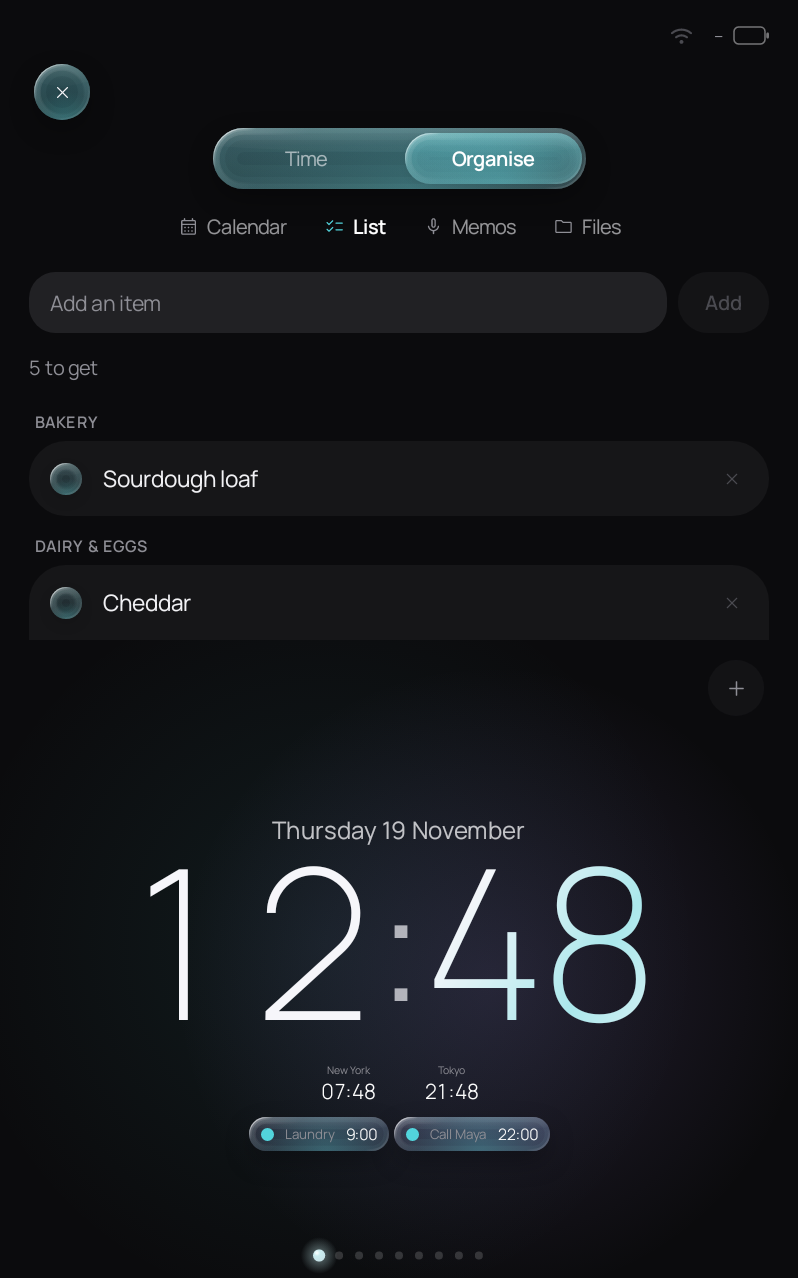 Time Organise
Calendar List Memos Files
Add an item Add
5 to get
BAKERY
Sourdough loaf
DAIRY & EGGS
Cheddar
Thursday 19 November
12:48
New York Tokyo
07:48 21:48
Laundry 9:00 Call Maya 22:00